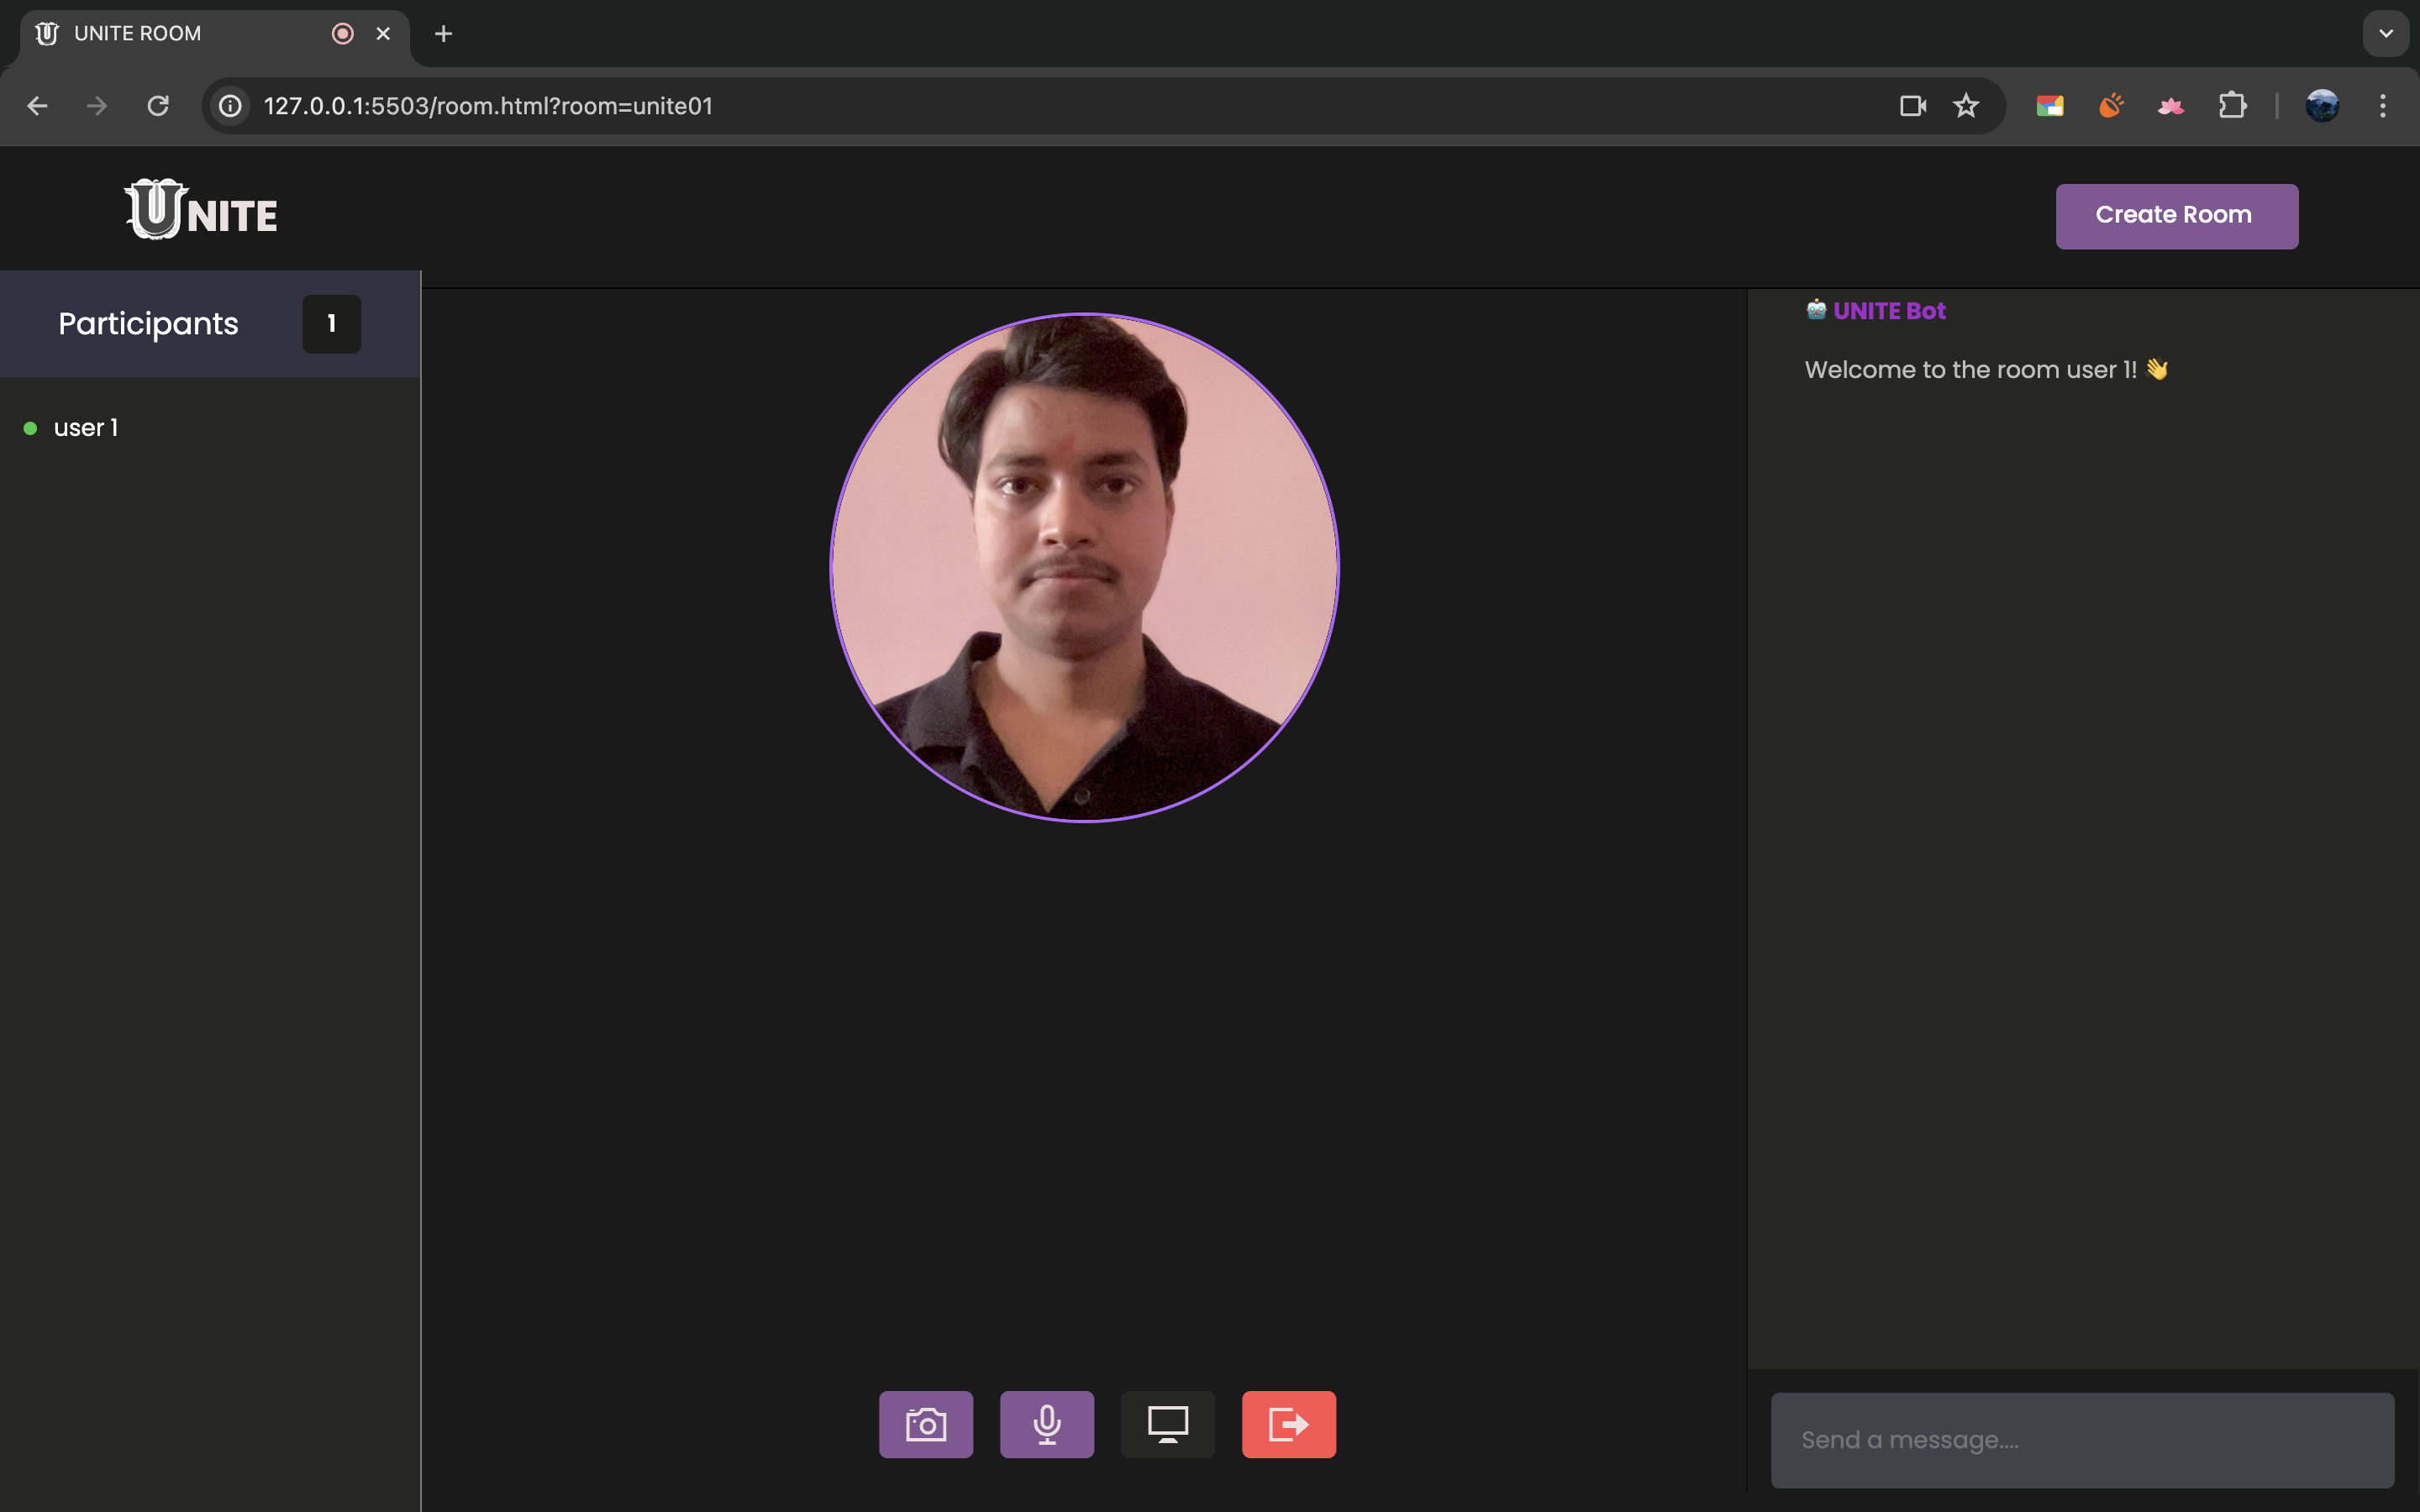 UNITE ROOM
127.0.0.1:5503/room.html?room=unite01
UNITE
Create Room
Participants 1
user 1
🤖 UNITE Bot
Welcome to the room user 1! 👋
Send a message....